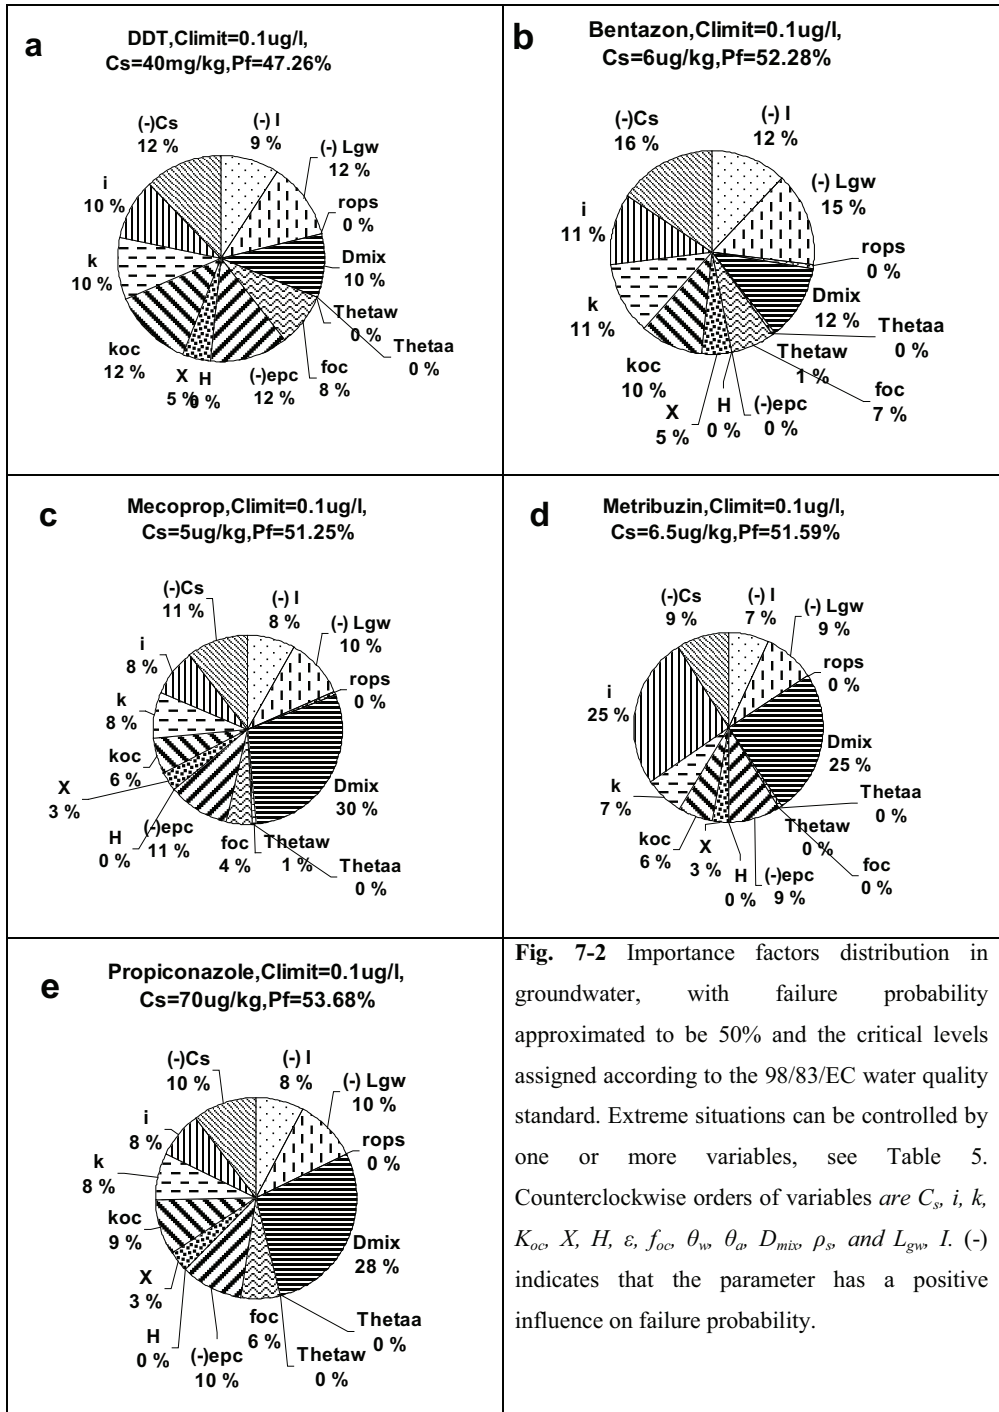 a
DDT,Climit=0.1ug/l,
Cs=40mg/kg,Pf=47.26%
(-)Cs
12 %
(-) I
9 %
(-) Lgw
12 %
rops
0 %
Dmix
10 %
Thetaw
0 %
Thetaa
0 %
foc
8 %
(-)epc
12 %
H
0 %
X
5 %
koc
12 %
k
10 %
i
10 %
b
Bentazon,Climit=0.1ug/l,
Cs=6ug/kg,Pf=52.28%
(-)Cs
16 %
(-) I
12 %
(-) Lgw
15 %
rops
0 %
Dmix
12 %
Thetaa
0 %
Thetaw
1 %
foc
7 %
(-)epc
0 %
H
0 %
X
5 %
koc
10 %
k
11 %
i
11 %
c
Mecoprop,Climit=0.1ug/l,
Cs=5ug/kg,Pf=51.25%
(-)Cs
11 %
(-) I
8 %
(-) Lgw
10 %
rops
0 %
Dmix
30 %
Thetaa
0 %
Thetaw
1 %
foc
4 %
(-)epc
11 %
H
0 %
X
3 %
koc
6 %
k
8 %
i
8 %
d
Metribuzin,Climit=0.1ug/l,
Cs=6.5ug/kg,Pf=51.59%
(-)Cs
9 %
(-) I
7 %
(-) Lgw
9 %
rops
0 %
Dmix
25 %
Thetaa
0 %
Thetaw
0 %
foc
0 %
(-)epc
9 %
H
0 %
X
3 %
koc
6 %
k
7 %
i
25 %
e
Propiconazole,Climit=0.1ug/l,
Cs=70ug/kg,Pf=53.68%
(-)Cs
10 %
(-) I
8 %
(-) Lgw
10 %
rops
0 %
Dmix
28 %
Thetaa
0 %
Thetaw
0 %
foc
6 %
(-)epc
10 %
H
0 %
X
3 %
koc
9 %
k
8 %
i
8 %
Fig. 7-2 Importance factors distribution in
groundwater, with failure probability
approximated to be 50% and the critical levels
assigned according to the 98/83/EC water quality
standard. Extreme situations can be controlled by
one or more variables, see Table 5.
Counterclockwise orders of variables are Cs, i, k,
Koc, X, H, ε, foc, θw, θa, Dmix, ρs, and Lgw, I. (-)
indicates that the parameter has a positive
influence on failure probability.